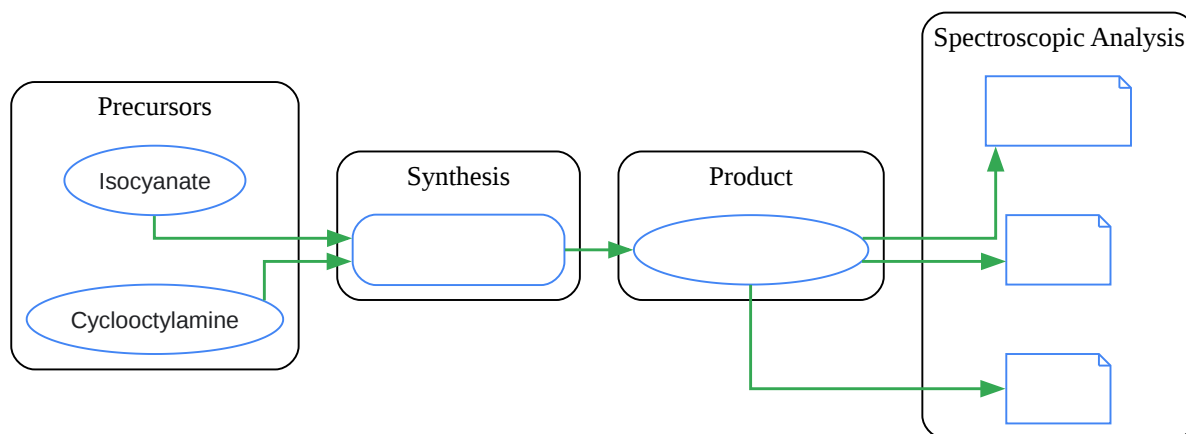 Spectroscopic Analysis
Precursors
Isocyanate
Cyclooctylamine
Synthesis
Product